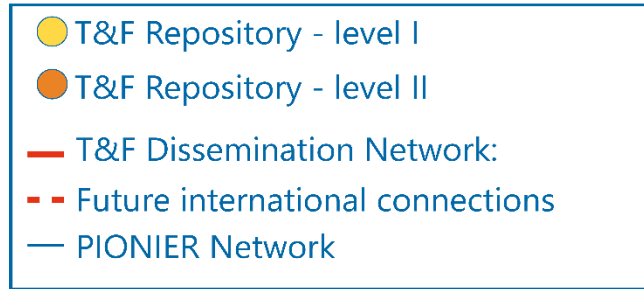 T&F Repository - level I
T&F Repository - level II
T&F Dissemination Network:
Future international connections
PIONIER Network